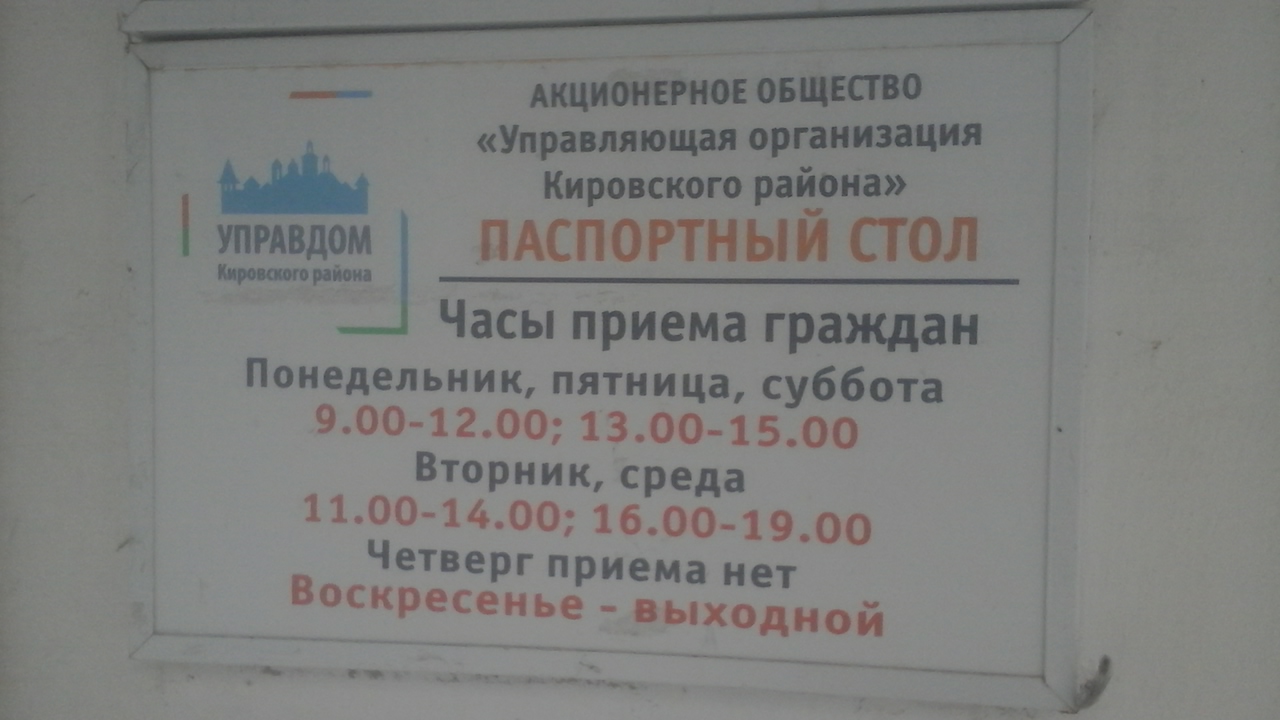 УПРАВДОМ
Кировского района
АКЦИОНЕРНОЕ ОБЩЕСТВО
«Управляющая организация
Кировского района»
ПАСПОРТНЫЙ СТОЛ
Часы приема граждан
Понедельник, пятница, суббота
9.00-12.00; 13.00-15.00
Вторник, среда
11.00-14.00; 16.00-19.00
Четверг приема нет
Воскресенье - выходной